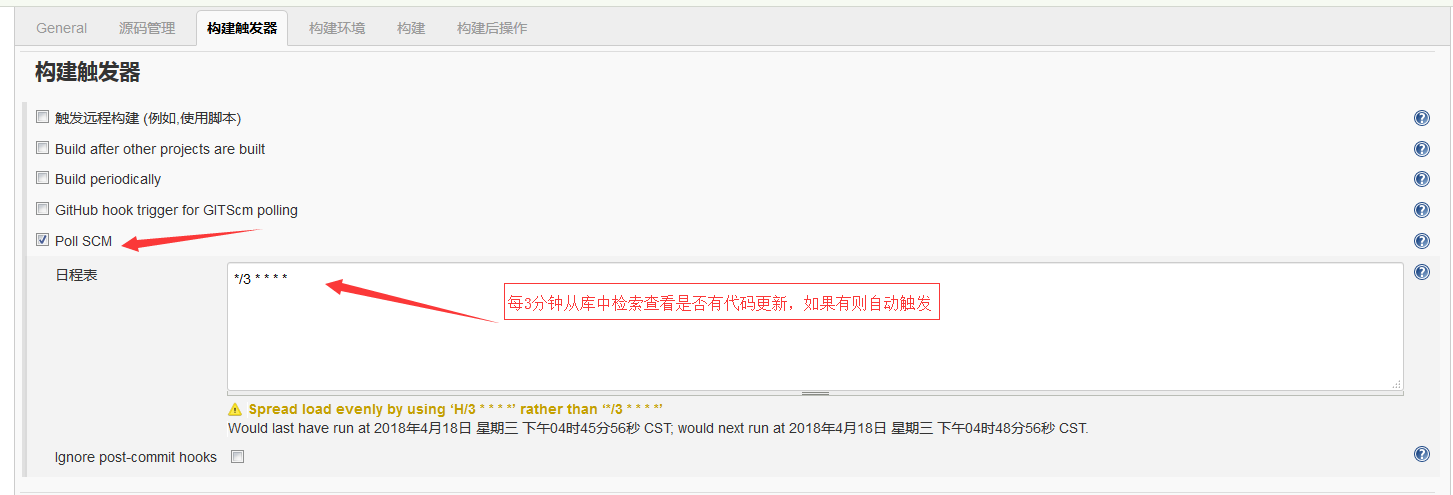 General 源码管理 构建触发器 构建环境 构建 构建后操作
构建触发器
触发远程构建 (例如,使用脚本)
Build after other projects are built
Build periodically
GitHub hook trigger for GITScm polling
Poll SCM
日程表
*/3 * * * *
每3分钟从库中检索查看是否有代码更新，如果有则自动触发
Spread load evenly by using ‘H/3 * * * *’ rather than ‘*/3 * * * *’
Would last have run at 2018年4月18日 星期三 下午04时45分56秒 CST; would next run at 2018年4月18日 星期三 下午04时48分56秒 CST.
Ignore post-commit hooks